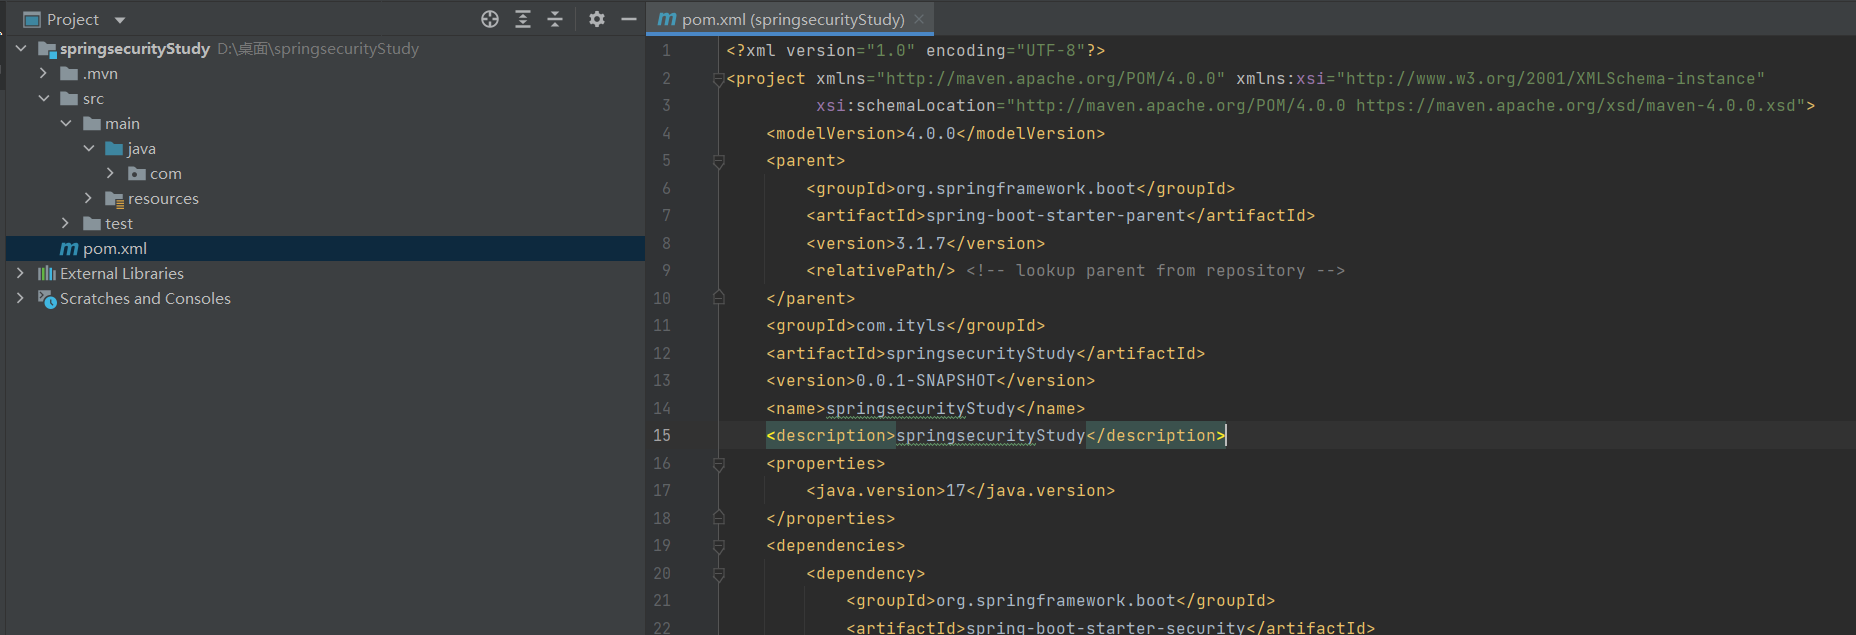 Project
springsecurityStudy D:\桌面\springsecurityStudy
.mvn
src
main
java
com
resources
test
pom.xml
External Libraries
Scratches and Consoles
pom.xml (springsecurityStudy)
1 <?xml version="1.0" encoding="UTF-8"?>
2 <project xmlns="http://maven.apache.org/POM/4.0.0" xmlns:xsi="http://www.w3.org/2001/XMLSchema-instance"
3 xsi:schemaLocation="http://maven.apache.org/POM/4.0.0 https://maven.apache.org/xsd/maven-4.0.0.xsd">
4 <modelVersion>4.0.0</modelVersion>
5 <parent>
6 <groupId>org.springframework.boot</groupId>
7 <artifactId>spring-boot-starter-parent</artifactId>
8 <version>3.1.7</version>
9 <relativePath/> <!-- lookup parent from repository -->
10 </parent>
11 <groupId>com.ityls</groupId>
12 <artifactId>springsecurityStudy</artifactId>
13 <version>0.0.1-SNAPSHOT</version>
14 <name>springsecurityStudy</name>
15 <description>springsecurityStudy</description>
16 <properties>
17 <java.version>17</java.version>
18 </properties>
19 <dependencies>
20 <dependency>
21 <groupId>org.springframework.boot</groupId>
22 <artifactId>spring-boot-starter-security</artifactId>